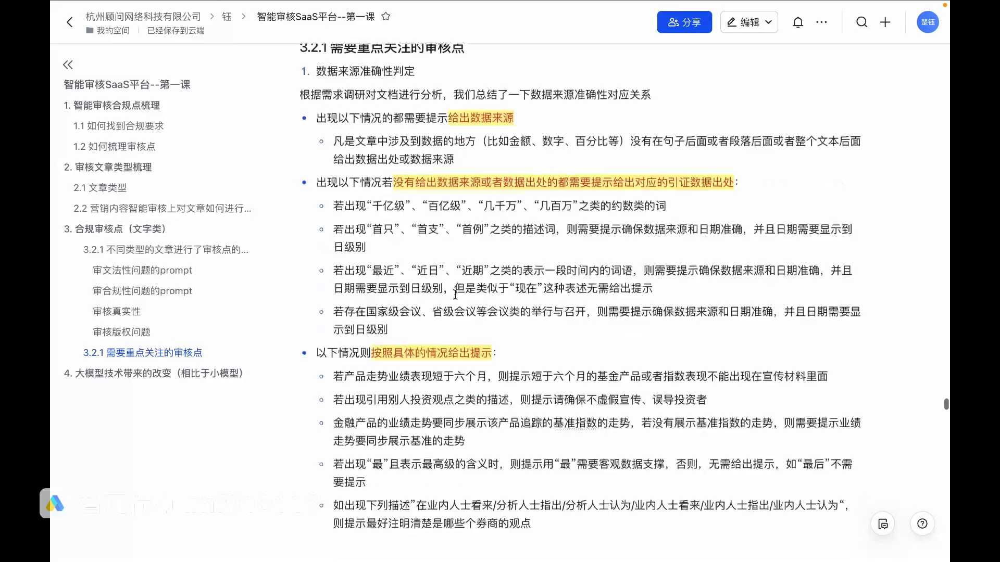 杭州顾问网络科技有限公司 > 钰 > 智能审核SaaS平台--第一课
我的空间 | 已经保存到云端
分享
编辑
楚钰
智能审核SaaS平台--第一课
1. 智能审核合规点梳理
1.1 如何找到合规要求
1.2 如何梳理审核点
2. 审核文章类型梳理
2.1 文章类型
2.2 营销内容智能审核上对文章如何进行...
3. 合规审核点（文字类）
3.2.1 不同类型的文章进行了审核点的...
审文法性问题的prompt
审合规性问题的prompt
审核真实性
审核版权问题
3.2.1 需要重点关注的审核点
4. 大模型技术带来的改变（相比于小模型）
3.2.1 需要重点关注的审核点
1. 数据来源准确性判定
根据需求调研对文档进行分析，我们总结了一下数据来源准确性对应关系
• 出现以下情况的都需要提示给出数据来源
◦ 凡是文章中涉及到数据的地方（比如金额、数字、百分比等）没有在句子后面或者段落后面或者整个文本后面
给出数据出处或数据来源
• 出现以下情况若没有给出数据来源或者数据出处的都需要提示给出对应的引证数据出处：
◦ 若出现“千亿级”、“百亿级”、“几千万”、“几百万”之类的约数类的词
◦ 若出现“首只”、“首支”、“首例”之类的描述词，则需要提示确保数据来源和日期准确，并且日期需要显示到
日级别
◦ 若出现“最近”、“近日”、“近期”之类的表示一段时间内的词语，则需要提示确保数据来源和日期准确，并且
日期需要显示到日级别，但是类似于“现在”这种表述无需给出提示
◦ 若存在国家级会议、省级会议等会议类的举行与召开，则需要提示确保数据来源和日期准确，并且日期需要显
示到日级别
• 以下情况则按照具体的情况给出提示：
◦ 若产品走势业绩表现短于六个月，则提示短于六个月的基金产品或者指数表现不能出现在宣传材料里面
◦ 若出现引用别人投资观点之类的描述，则提示请确保不虚假宣传、误导投资者
◦ 金融产品的业绩走势要同步展示该产品追踪的基准指数的走势，若没有展示基准指数的走势，则需要提示业绩
走势要同步展示基准的走势
◦ 若出现“最”且表示最高级的含义时，则提示用“最”需要客观数据支撑，否则，无需给出提示，如“最后”不需
要提示
◦ 如出现下列描述”在业内人士看来/分析人士指出/分析人士认为/业内人士看来/业内人士指出/业内人士认为“，
则提示最好注明清楚是哪些个券商的观点